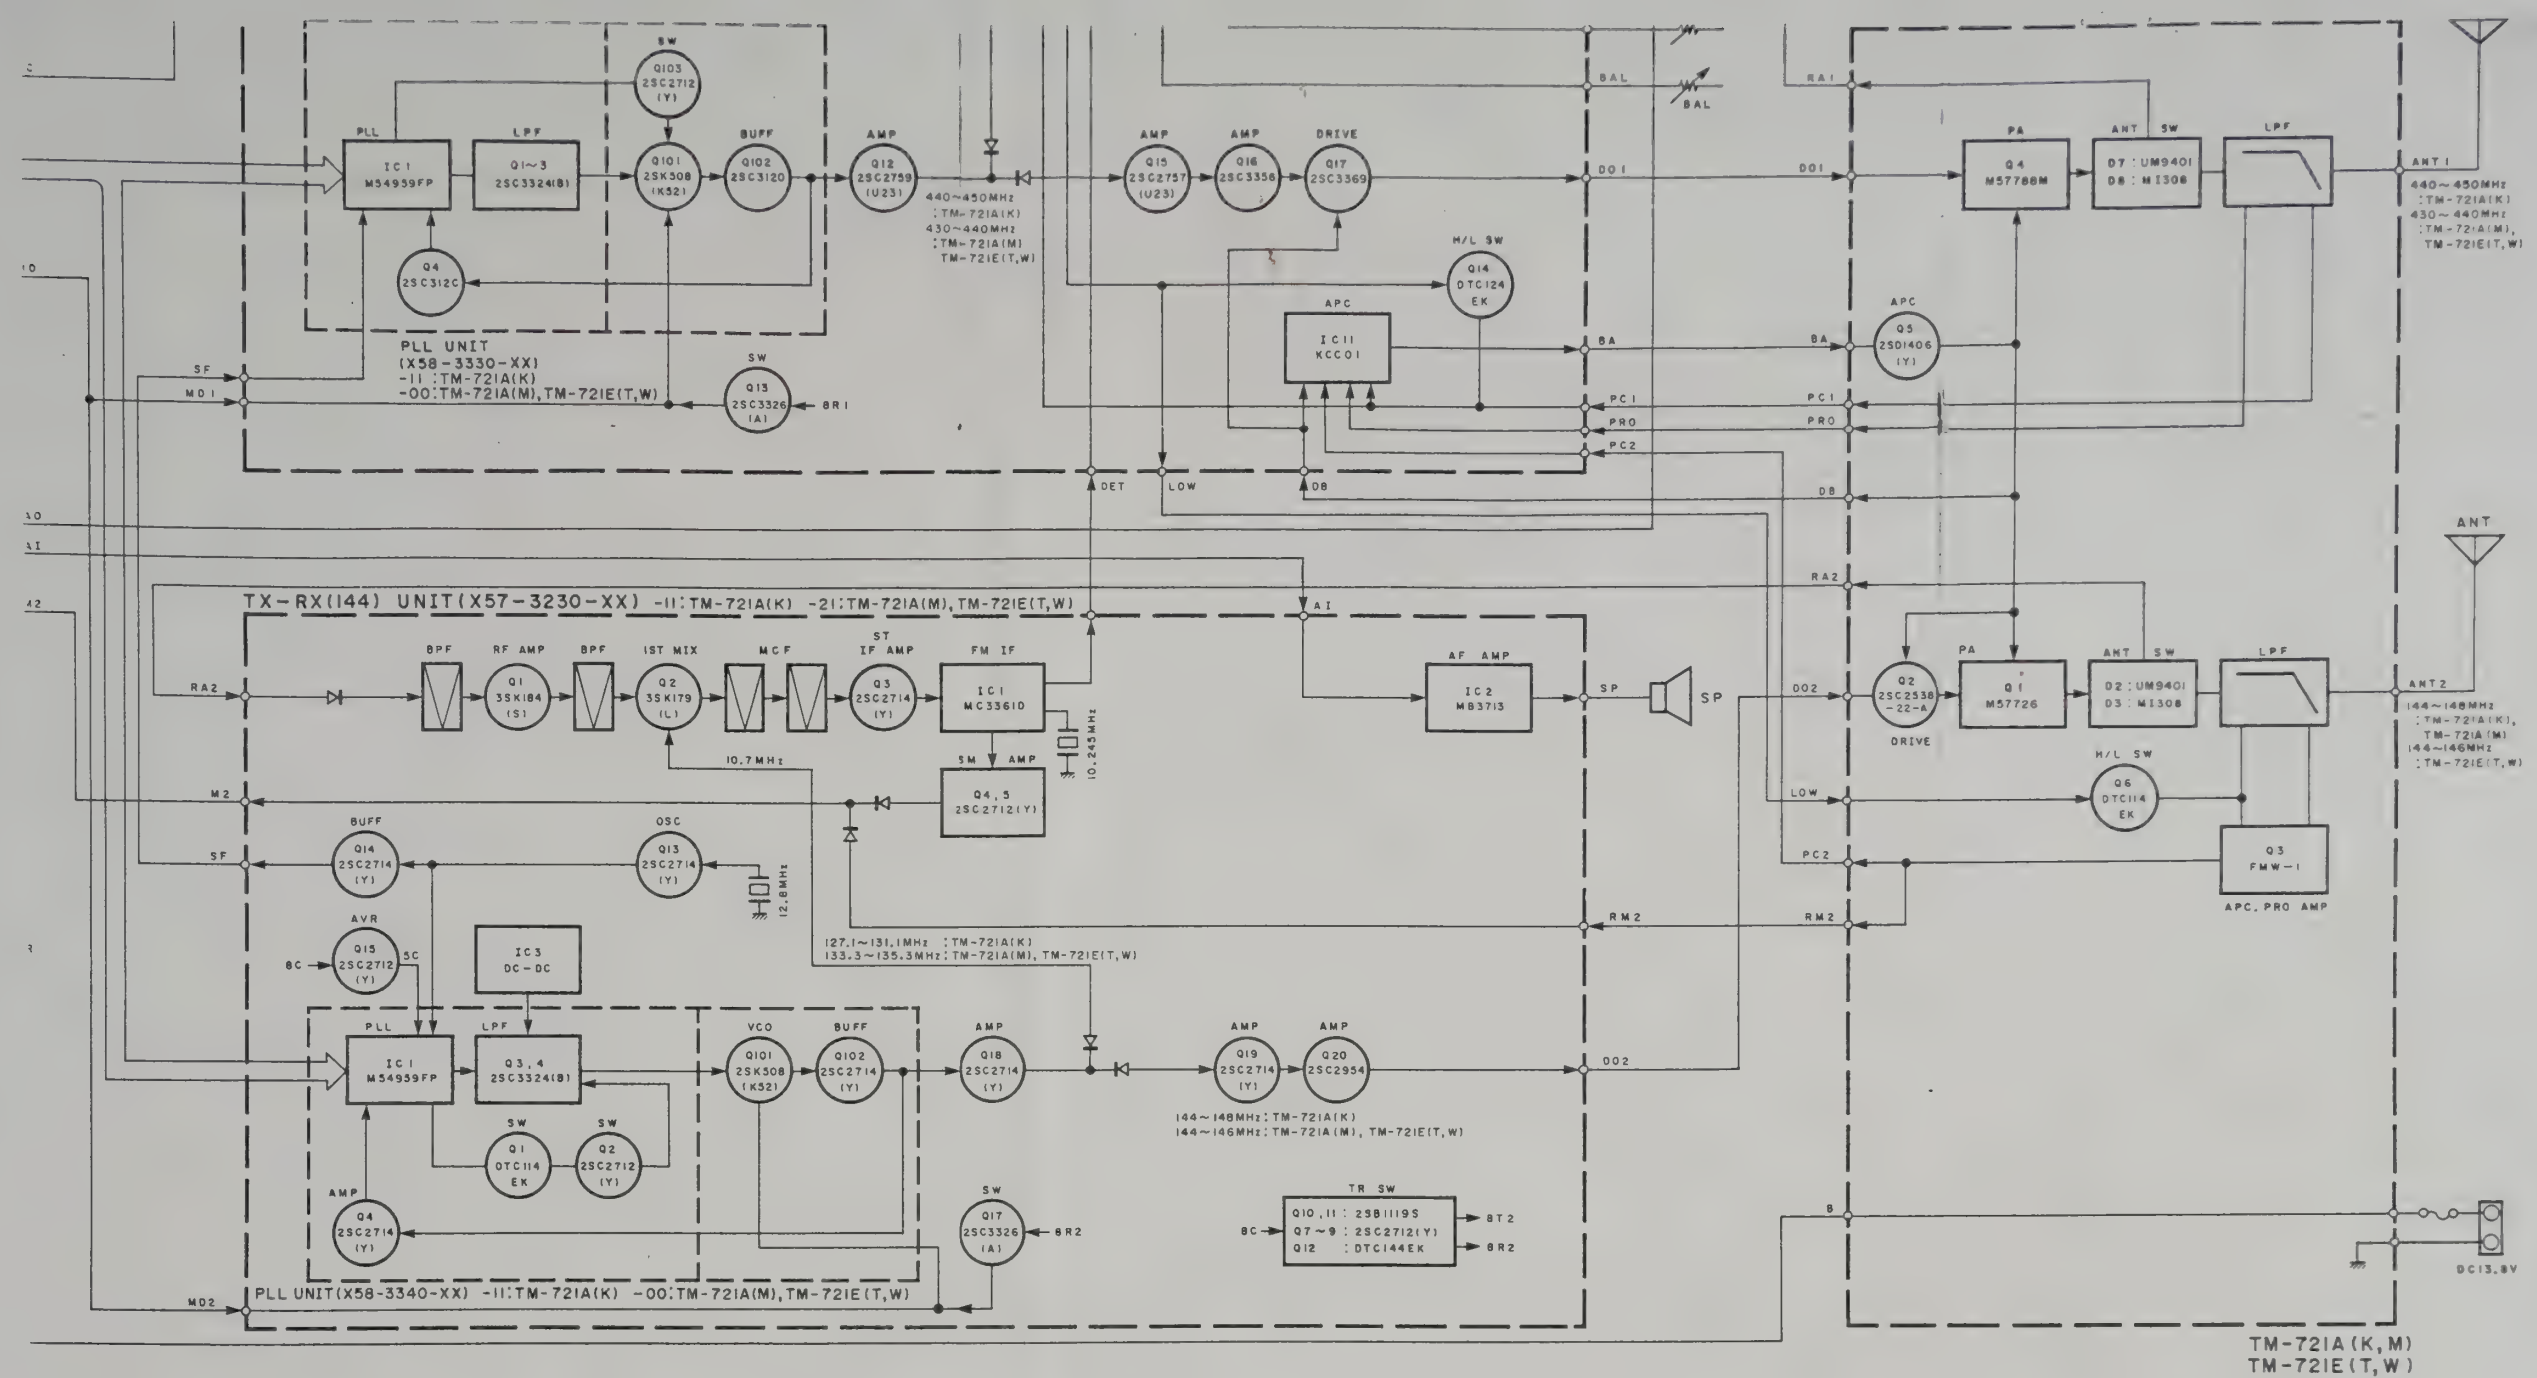 SW
Q103
2SC2712
(Y)
PLL
IC1
M54959FP
LPF
Q1~3
2SC3324(B)
Q101
2SK508
(K52)
BUFF
Q102
2SC3120
AMP
Q12
2SC2759
(U23)
440~450MHz
:TM-721A(K)
430~440MHz
:TM-721A(M)
TM-721E(T,W)
AMP
Q15
2SC2757
(U23)
AMP
Q16
2SC3356
DRIVE
Q17
2SC3369
Q4
BAL
BAL
RA1
DO1
DO1
PA
Q4
M57788M
ANT SW
D7:UM9401
D8:MI308
LPF
ANT1
440~450MHz
:TM-721A(K)
430~440MHz
:TM-721A(M),
TM-721E(T,W)
H/L SW
Q14
DTC124
EK
APC
IC11
KCC01
APC
Q5
2SD1406
(Y)
BA
BA
PC1
PC1
PRO
PRO
PC2
PLL UNIT
(X58-3330-XX)
-11:TM-721A(K)
-00:TM-721A(M),TM-721E(T,W)
SW
Q13
2SC3326
(A)
8R1
SF
MD1
DET
LOW
DB
DB
AI
RA2
ANT
TX-RX(144) UNIT(X57-3230-XX) -11:TM-721A(K) -21:TM-721A(M),TM-721E(T,W)
AI
RA2
BPF
RF AMP
Q1
3SK184
(S)
BPF
1ST MIX
Q2
3SK179
(L)
MCF
ST
IF AMP
Q3
2SC2714
(Y)
FM IF
IC1
MC3361D
10.245MHz
10.7MHz
SM AMP
Q4,5
2SC2712(Y)
AF AMP
IC2
MB3713
SP
SP
DO2
Q2
2SC2538
-22-A
DRIVE
PA
Q1
M57726
ANT SW
D2:UM9401
D3:MI308
LPF
ANT2
144~148MHz
:TM-721A(K),
TM-721A(M)
144~146MHz
:TM-721E(T,W)
H/L SW
Q6
DTC114
EK
LOW
Q3
FMW-1
APC,PRO AMP
PC2
M2
SF
BUFF
Q14
2SC2714
(Y)
OSC
Q13
2SC2714
(Y)
12.8MHz
RM2
RM2
AVR
8C
Q15
2SC2712
(Y)
5C
IC3
DC-DC
127.1~131.1MHz :TM-721A(K)
133.3~135.3MHz:TM-721A(M), TM-721E(T,W)
PLL
IC1
M54959FP
LPF
Q3,4
2SC3324(B)
VCO
Q101
2SK508
(K52)
BUFF
Q102
2SC2714
(Y)
AMP
Q18
2SC2714
(Y)
AMP
Q19
2SC2714
(Y)
AMP
Q20
2SC2954
DO2
144~148MHz:TM-721A(K)
144~146MHz:TM-721A(M), TM-721E(T,W)
SW
Q1
DTC114
EK
SW
Q2
2SC2712
(Y)
AMP
Q4
2SC2714
(Y)
SW
Q17
2SC3326
(A)
8R2
TR SW
8C
Q10,11: 2SB1119S
Q7~9: 2SC2712(Y)
Q12 : DTC144EK
8T2
8R2
B
DC13.8V
PLL UNIT(X58-3340-XX) -11:TM-721A(K) -00:TM-721A(M),TM-721E(T,W)
MD2
TM-721A(K,M)
TM-721E(T,W)